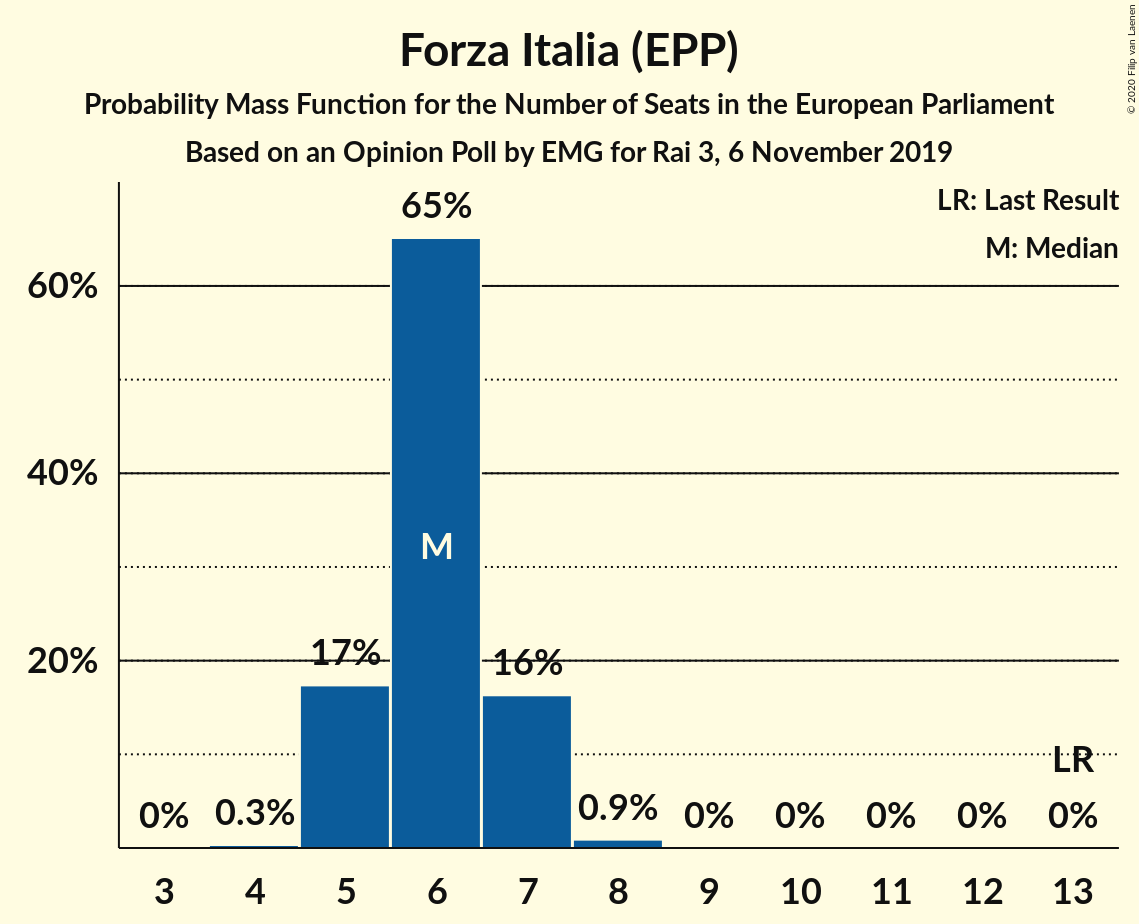 Forza Italia (EPP)
Probability Mass Function for the Number of Seats in the European Parliament
Based on an Opinion Poll by EMG for Rai 3, 6 November 2019
© 2020 Filip van Laenen
LR: Last Result
M: Median
60%
40%
20%
0%
0.3%
17%
65%
M
16%
0.9%
0%
0%
0%
0%
LR
0%
3 4 5 6 7 8 9 10 11 12 13